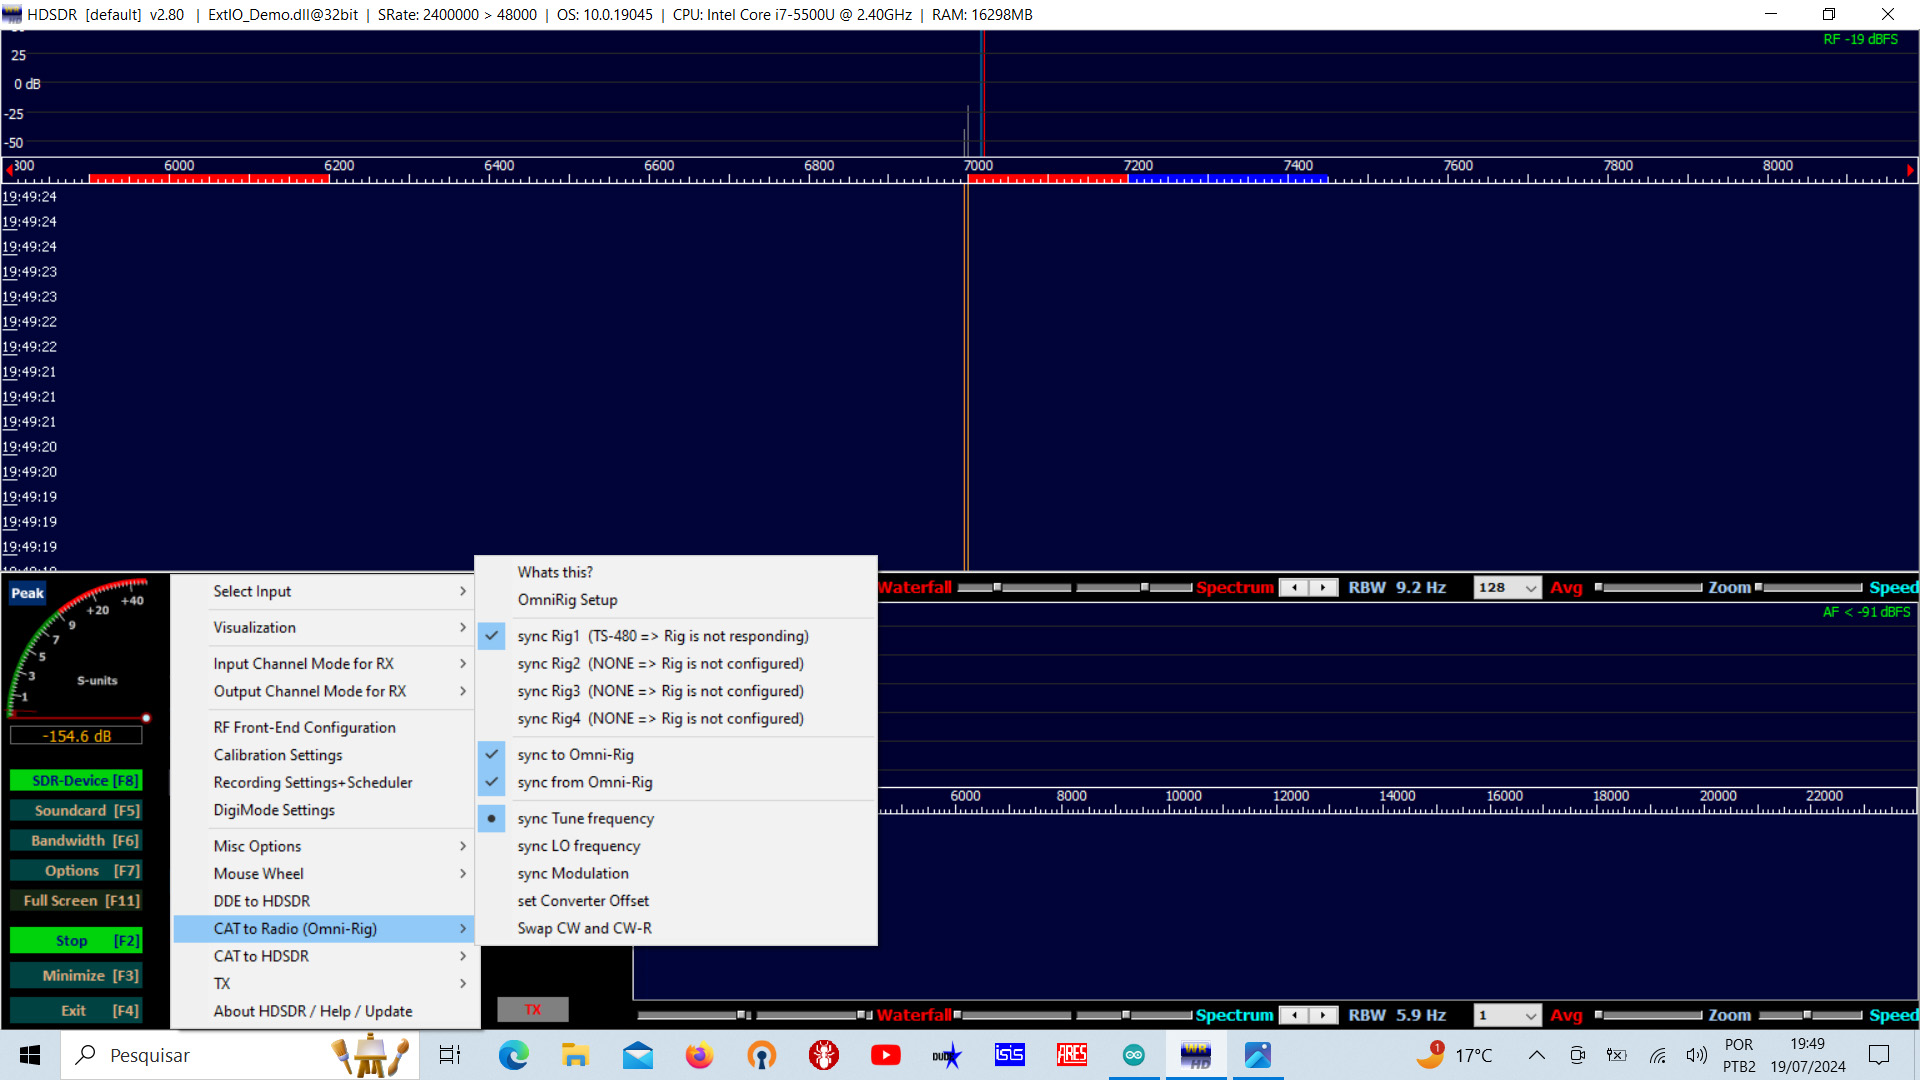 HDSDR [default] v2.80 | ExtIO_Demo.dll@32bit | SRate: 2400000 > 48000 | OS: 10.0.19045 | CPU: Intel Core i7-5500U @ 2.40GHz | RAM: 16298MB
RF -19 dBFS
25
0 dB
-25
-50
6000 6200 6400 6600 6800 7000 7200 7400 7600 7800 8000
19:49:24
19:49:24
19:49:24
19:49:23
19:49:23
19:49:22
19:49:22
19:49:21
19:49:21
19:49:21
19:49:20
19:49:20
19:49:19
19:49:19
19:49:19
Peak
1 3 5 7 9 +20 +40
S-units
-154.6 dB
SDR-Device [F8]
Soundcard [F5]
Bandwidth [F6]
Options [F7]
Full Screen [F11]
Stop [F2]
Minimize [F3]
Exit [F4]
Select Input
Visualization
Input Channel Mode for RX
Output Channel Mode for RX
RF Front-End Configuration
Calibration Settings
Recording Settings+Scheduler
DigiMode Settings
Misc Options
Mouse Wheel
DDE to HDSDR
CAT to Radio (Omni-Rig)
CAT to HDSDR
TX
About HDSDR / Help / Update
Whats this?
OmniRig Setup
sync Rig1 (TS-480 => Rig is not responding)
sync Rig2 (NONE => Rig is not configured)
sync Rig3 (NONE => Rig is not configured)
sync Rig4 (NONE => Rig is not configured)
sync to Omni-Rig
sync from Omni-Rig
sync Tune frequency
sync LO frequency
sync Modulation
set Converter Offset
Swap CW and CW-R
TX
Waterfall Spectrum RBW 9.2 Hz 128 Avg Zoom Speed
AF < -91 dBFS
6000 8000 10000 12000 14000 16000 18000 20000 22000
Waterfall Spectrum RBW 5.9 Hz 1 Avg Zoom Speed
Pesquisar
isis
ARES
WR HD
1
17°C
POR
PTB2
19:49
19/07/2024